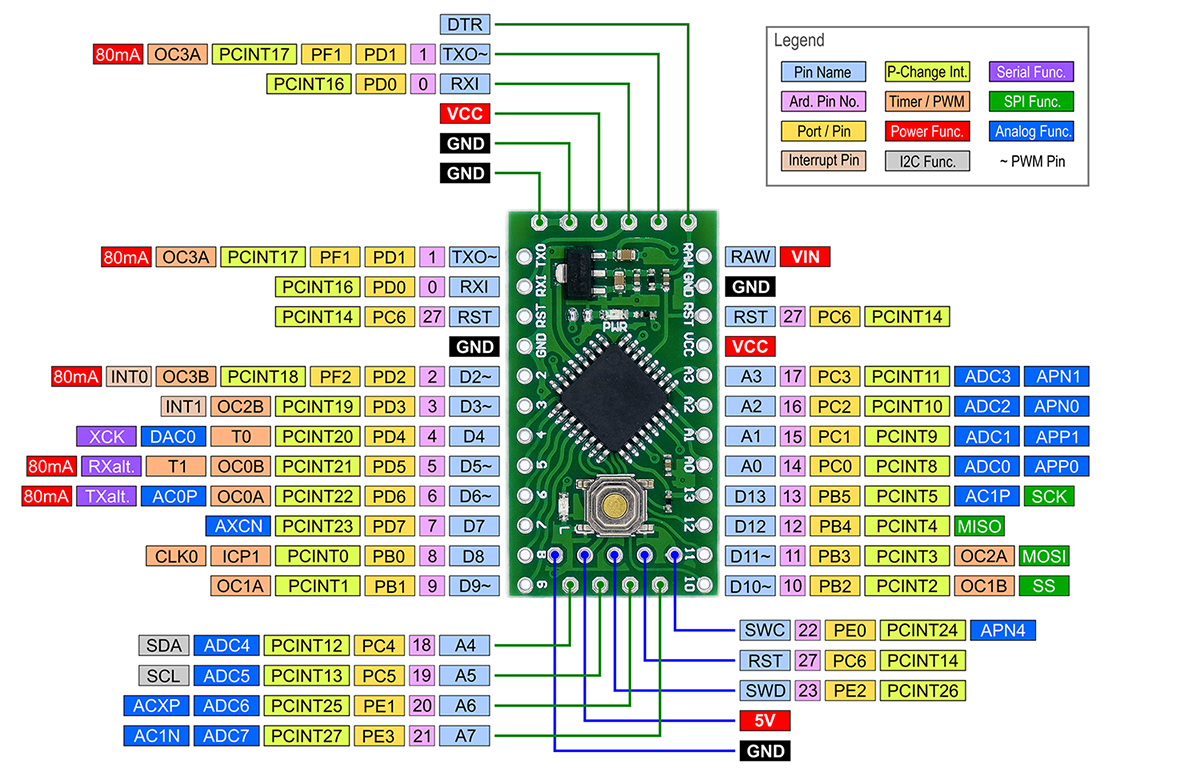 Legend
Pin Name P-Change Int. Serial Func.
Ard. Pin No. Timer / PWM SPI Func.
Port / Pin Power Func. Analog Func.
Interrupt Pin I2C Func. ~ PWM Pin
DTR
80mA OC3A PCINT17 PF1 PD1 1 TXO~
PCINT16 PD0 0 RXI
VCC
GND
GND
80mA OC3A PCINT17 PF1 PD1 1 TXO~
PCINT16 PD0 0 RXI
PCINT14 PC6 27 RST
GND
80mA INT0 OC3B PCINT18 PF2 PD2 2 D2~
INT1 OC2B PCINT19 PD3 3 D3~
XCK DAC0 T0 PCINT20 PD4 4 D4
80mA RXalt. T1 OC0B PCINT21 PD5 5 D5~
80mA TXalt. AC0P OC0A PCINT22 PD6 6 D6~
AXCN PCINT23 PD7 7 D7
CLK0 ICP1 PCINT0 PB0 8 D8
OC1A PCINT1 PB1 9 D9~
TXO
RXI
RST
GND
2
3
4
5
6
7
8
9
PWR
L
RAW
GND
RST
VCC
A3
A2
A1
A0
13
12
11
10
RAW VIN
GND
RST 27 PC6 PCINT14
VCC
A3 17 PC3 PCINT11 ADC3 APN1
A2 16 PC2 PCINT10 ADC2 APN0
A1 15 PC1 PCINT9 ADC1 APP1
A0 14 PC0 PCINT8 ADC0 APP0
D13 13 PB5 PCINT5 AC1P SCK
D12 12 PB4 PCINT4 MISO
D11~ 11 PB3 PCINT3 OC2A MOSI
D10~ 10 PB2 PCINT2 OC1B SS
SDA ADC4 PCINT12 PC4 18 A4
SCL ADC5 PCINT13 PC5 19 A5
ACXP ADC6 PCINT25 PE1 20 A6
AC1N ADC7 PCINT27 PE3 21 A7
SWC 22 PE0 PCINT24 APN4
RST 27 PC6 PCINT14
SWD 23 PE2 PCINT26
5V
GND